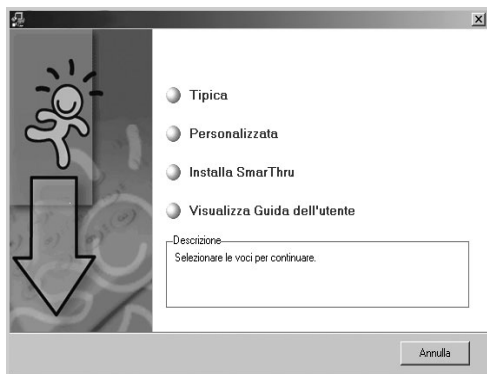 Tipica
Personalizzata
Installa SmarThru
Visualizza Guida dell'utente
Descrizione
Selezionare le voci per continuare.
Annulla